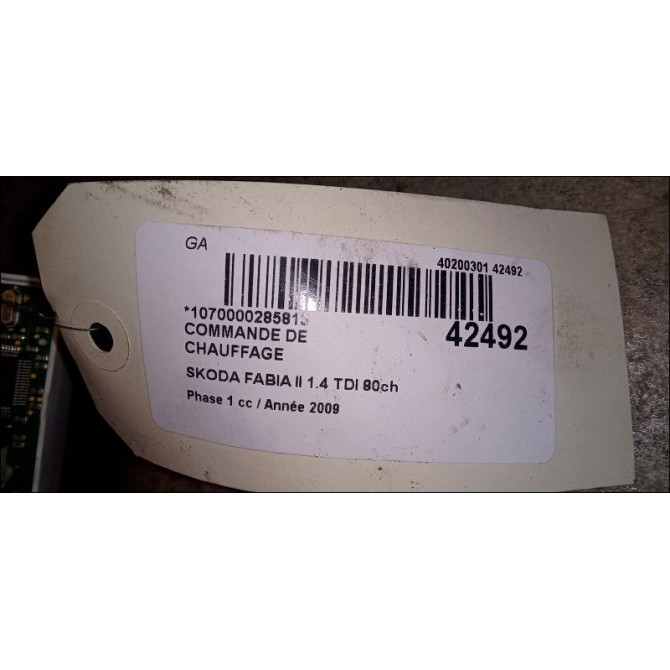 GA
40200301 42492
*1070000285813
42492
COMMANDE DE
CHAUFFAGE
SKODA FABIA II 1.4 TDI 80ch
Phase 1 cc / Année 2009